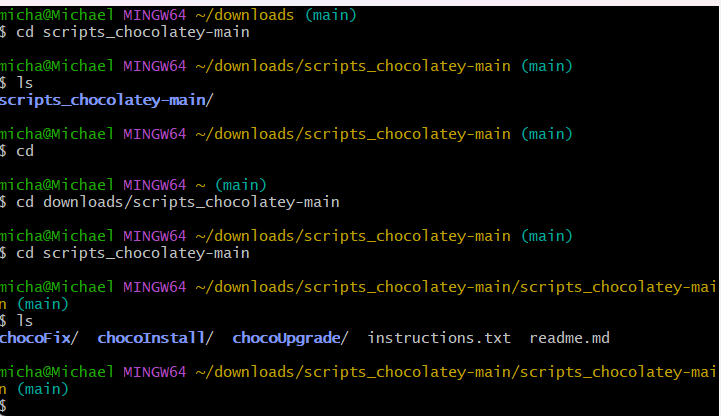 micha@Michael MINGW64 ~/downloads (main)
$ cd scripts_chocolatey-main
micha@Michael MINGW64 ~/downloads/scripts_chocolatey-main (main)
$ ls
scripts_chocolatey-main/
micha@Michael MINGW64 ~/downloads/scripts_chocolatey-main (main)
$ cd
micha@Michael MINGW64 ~ (main)
$ cd downloads/scripts_chocolatey-main
micha@Michael MINGW64 ~/downloads/scripts_chocolatey-main (main)
$ cd scripts_chocolatey-main
micha@Michael MINGW64 ~/downloads/scripts_chocolatey-main/scripts_chocolatey-mai
n (main)
$ ls
chocoFix/  chocoInstall/  chocoUpgrade/  instructions.txt  readme.md
micha@Michael MINGW64 ~/downloads/scripts_chocolatey-main/scripts_chocolatey-mai
n (main)
$